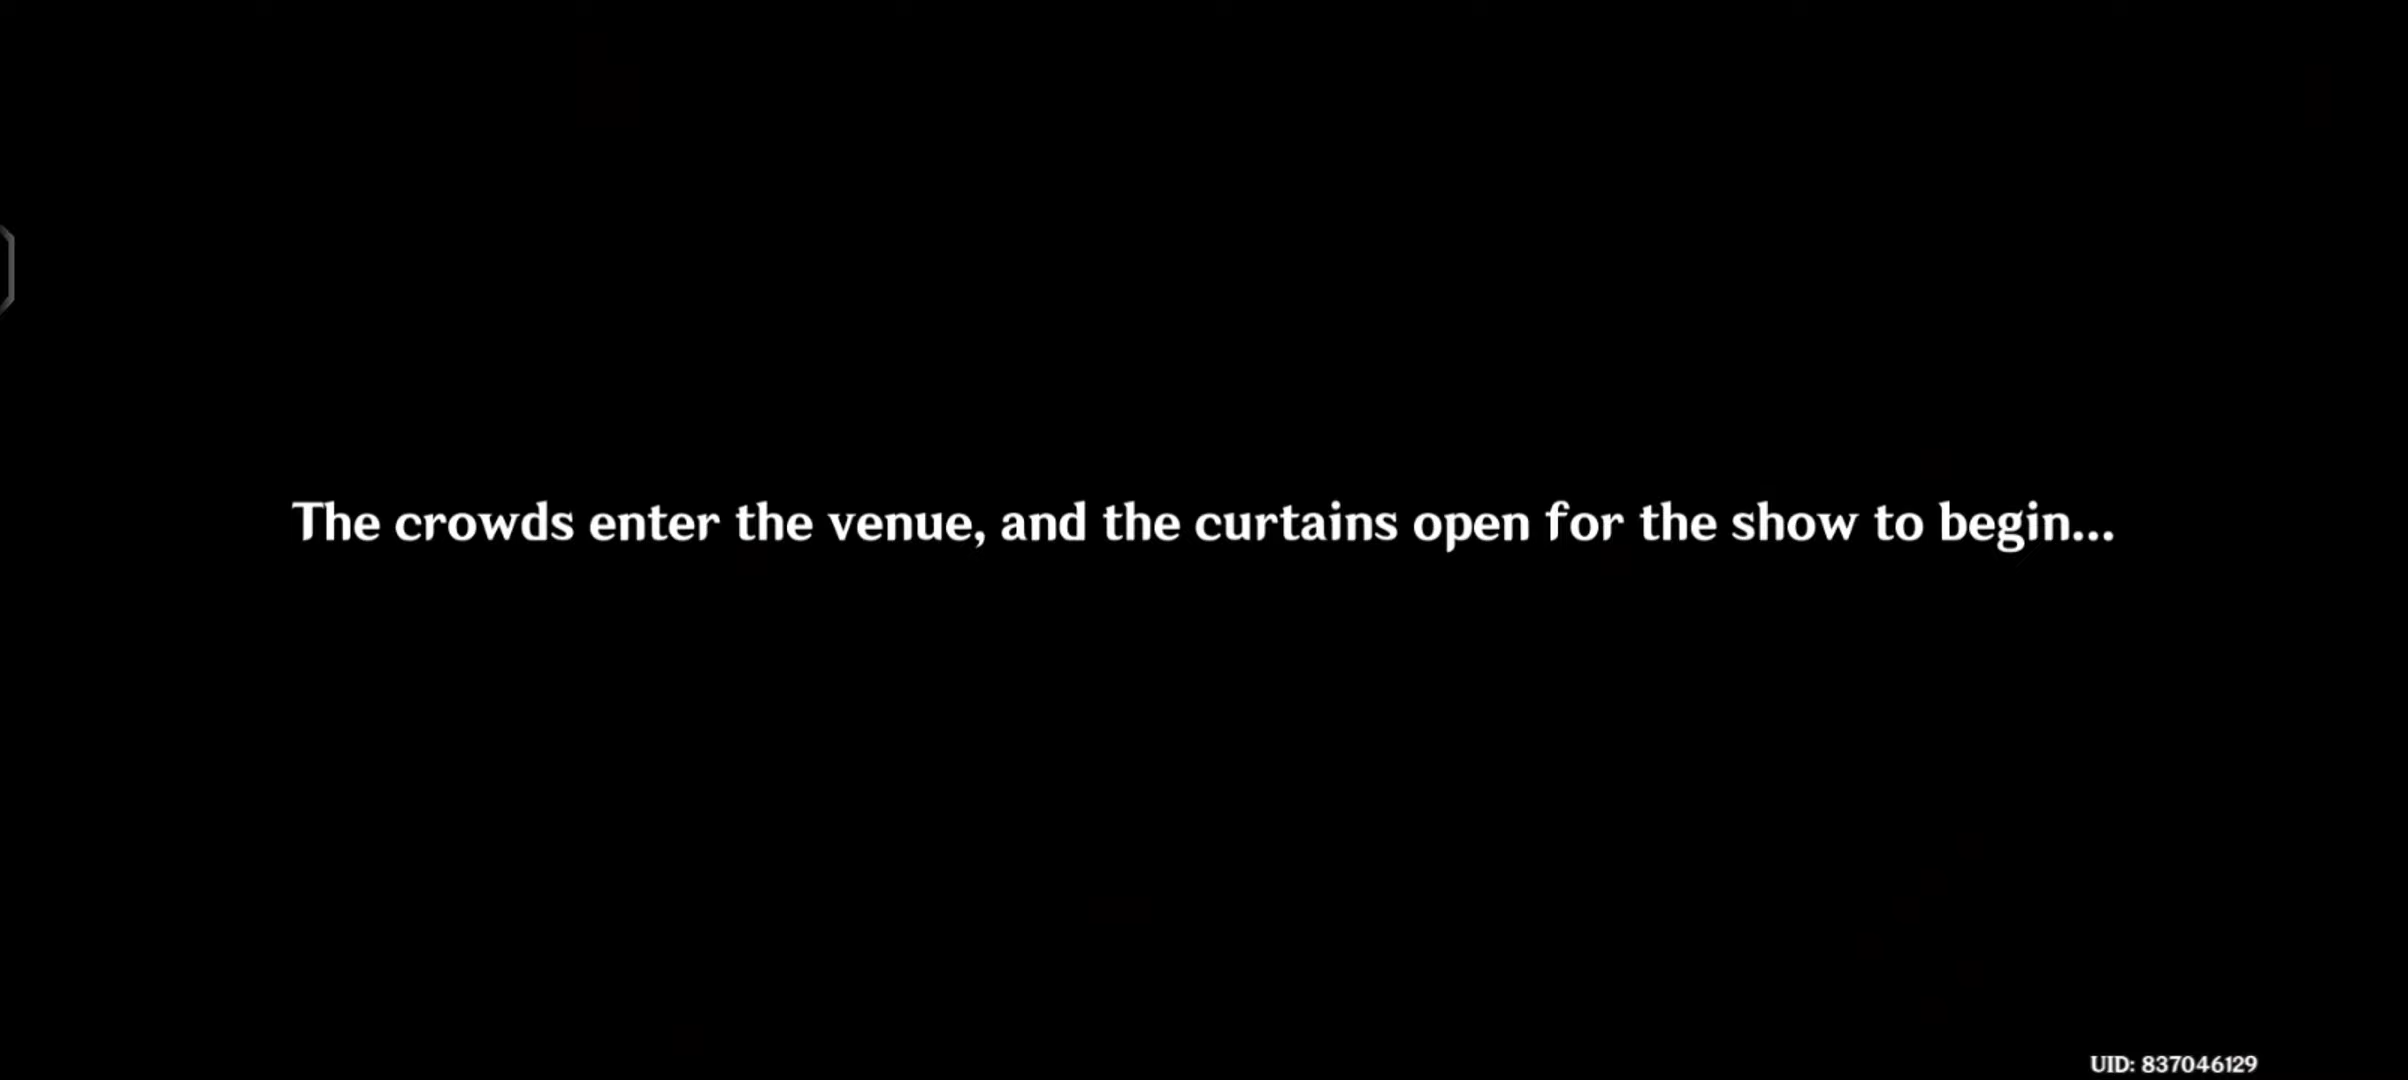 The crowds enter the venue, and the curtains open for the show to begin...
UID: 837046129